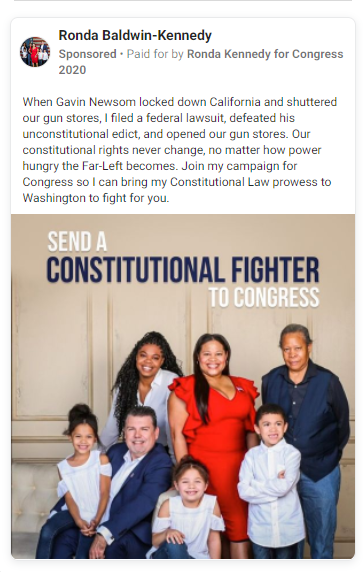 Ronda Baldwin-Kennedy
Sponsored • Paid for by Ronda Kennedy for Congress
2020
When Gavin Newsom locked down California and shuttered
our gun stores, I filed a federal lawsuit, defeated his
unconstitutional edict, and opened our gun stores. Our
constitutional rights never change, no matter how power
hungry the Far-Left becomes. Join my campaign for
Congress so I can bring my Constitutional Law prowess to
Washington to fight for you.
SEND A
CONSTITUTIONAL FIGHTER
TO CONGRESS